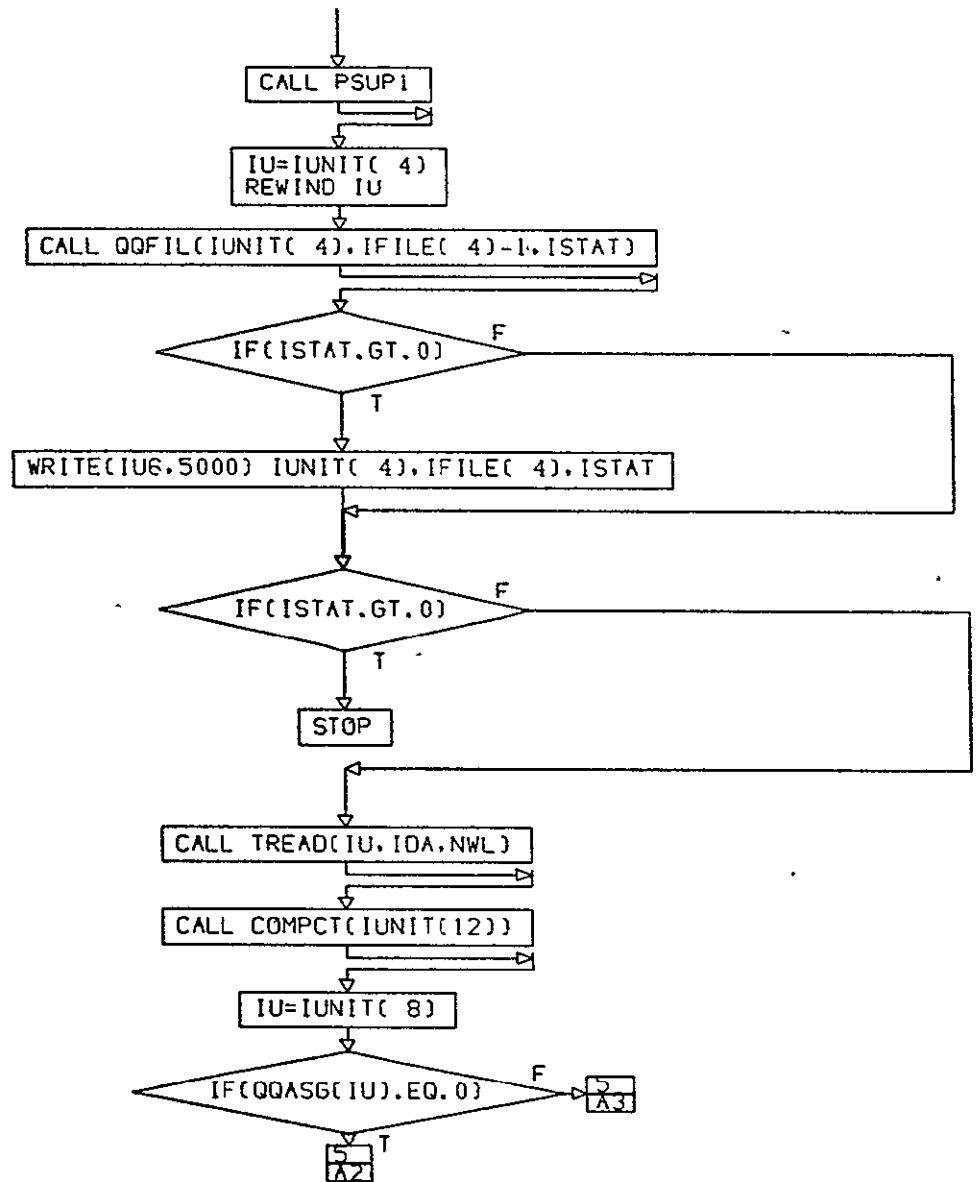 CALL PSUP1
IU=IUNIT( 4)
REWIND IU
CALL QQFIL(IUNIT( 4),IFILE( 4)-1,ISTAT)
F
IF(ISTAT.GT.0)
T
WRITE(IU6,5000) IUNIT( 4),IFILE( 4),ISTAT
F
IF(ISTAT.GT.0)
T
STOP
CALL TREAD(IU,IDA,NWL)
CALL COMPCT(IUNIT(12))
IU=IUNIT( 8)
F
IF(QQASG(IU).EQ.0)
5
A3
T
5
A2